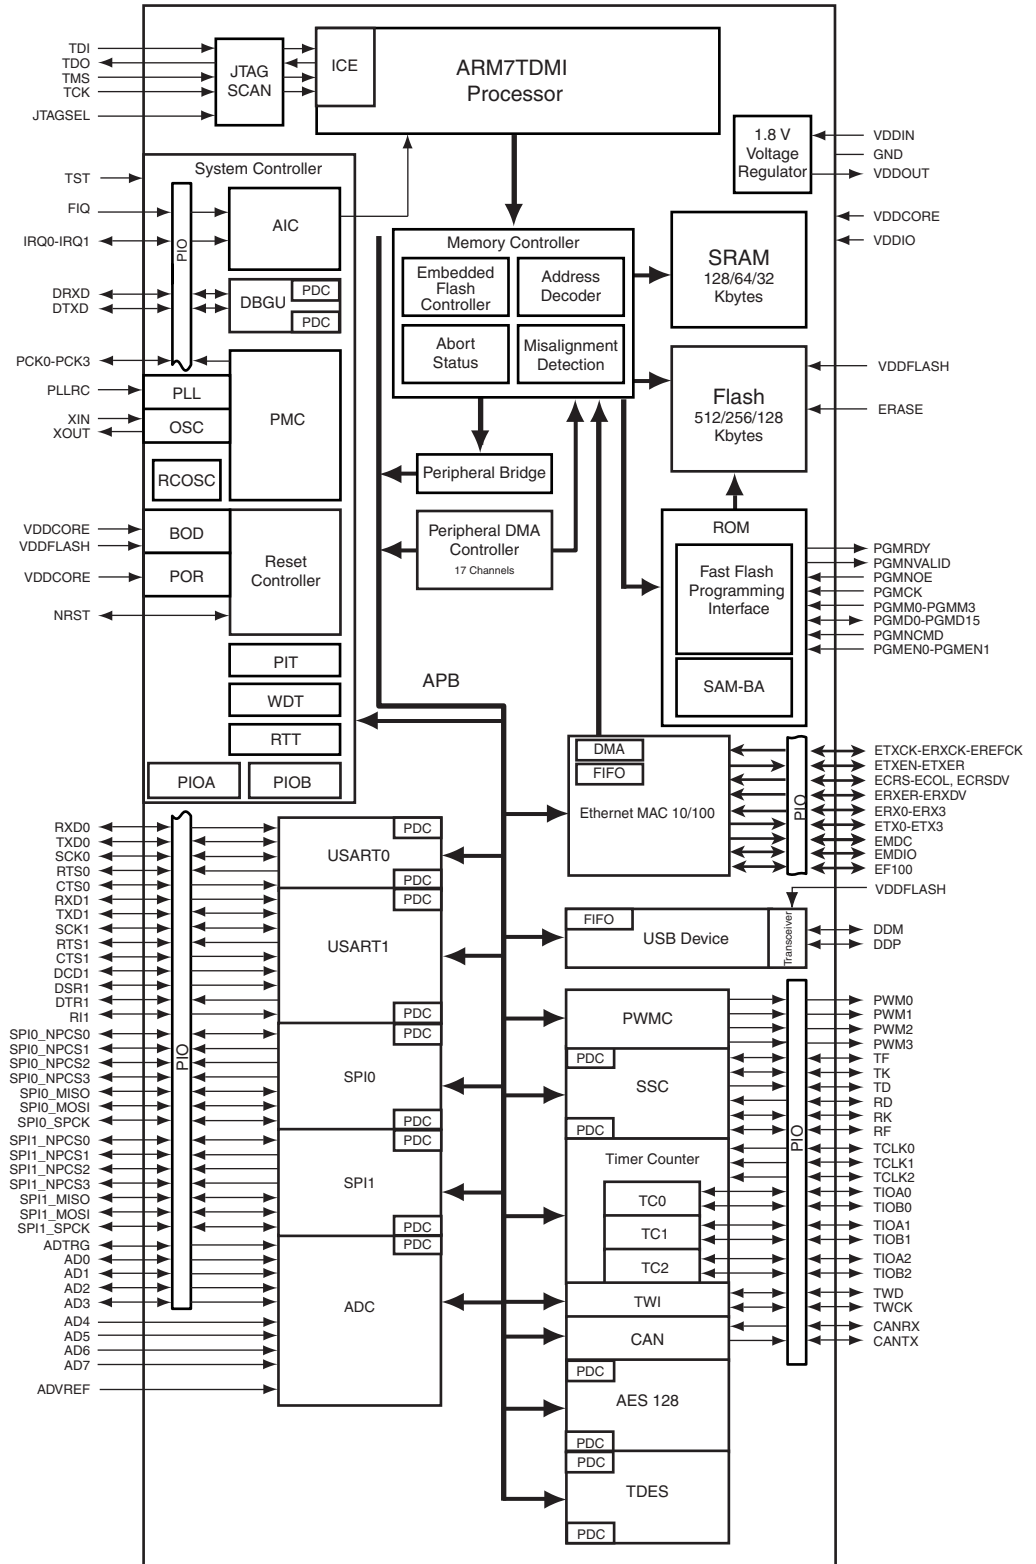 TDI
TDO
TMS
TCK
JTAGSEL
JTAG
SCAN
ICE
ARM7TDMI
Processor
1.8 V
Voltage
Regulator
VDDIN
GND
VDDOUT
VDDCORE
VDDIO
System Controller
TST
FIQ
IRQ0-IRQ1
PIO
AIC
DRXD
DTXD
DBGU
PDC
PDC
PCK0-PCK3
PLLRC
PLL
XIN
XOUT
OSC
RCOSC
PMC
VDDCORE
VDDFLASH
BOD
VDDCORE
POR
Reset
Controller
NRST
PIT
WDT
RTT
PIOA
PIOB
Memory Controller
Embedded
Flash
Controller
Address
Decoder
Abort
Status
Misalignment
Detection
SRAM
128/64/32
Kbytes
Flash
512/256/128
Kbytes
VDDFLASH
ERASE
Peripheral Bridge
Peripheral DMA
Controller
17 Channels
ROM
Fast Flash
Programming
Interface
SAM-BA
PGMRDY
PGMNVALID
PGMNOE
PGMCK
PGMM0-PGMM3
PGMD0-PGMD15
PGMNCMD
PGMEN0-PGMEN1
APB
DMA
FIFO
Ethernet MAC 10/100
PIO
ETXCK-ERXCK-EREFCK
ETXEN-ETXER
ECRS-ECOL, ECRSDV
ERXER-ERXDV
ERX0-ERX3
ETX0-ETX3
EMDC
EMDIO
EF100
VDDFLASH
FIFO
USB Device
Transceiver
DDM
DDP
RXD0
TXD0
SCK0
RTS0
CTS0
RXD1
TXD1
SCK1
RTS1
CTS1
DCD1
DSR1
DTR1
RI1
SPI0_NPCS0
SPI0_NPCS1
SPI0_NPCS2
SPI0_NPCS3
SPI0_MISO
SPI0_MOSI
SPI0_SPCK
SPI1_NPCS0
SPI1_NPCS1
SPI1_NPCS2
SPI1_NPCS3
SPI1_MISO
SPI1_MOSI
SPI1_SPCK
ADTRG
AD0
AD1
AD2
AD3
AD4
AD5
AD6
AD7
ADVREF
PIO
PDC
USART0
PDC
PDC
USART1
PDC
PDC
SPI0
PDC
PDC
SPI1
PDC
PDC
ADC
PWMC
PDC
SSC
PDC
Timer Counter
TC0
TC1
TC2
TWI
CAN
PDC
AES 128
PDC
PDC
TDES
PDC
PIO
PWM0
PWM1
PWM2
PWM3
TF
TK
TD
RD
RK
RF
TCLK0
TCLK1
TCLK2
TIOA0
TIOB0
TIOA1
TIOB1
TIOA2
TIOB2
TWD
TWCK
CANRX
CANTX